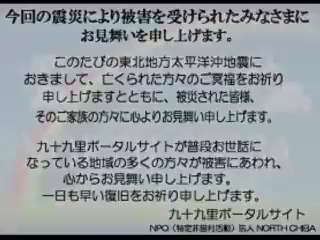 今回の震災により被害を受けられたみなさまに
お見舞いを申し上げます。
このたびの東北地方太平洋沖地震に
おきまして、亡くられた方々のご冥福をお祈り
申し上げますとともに、被災された皆様、
そのご家族の方々に心よりお見舞い申し上げます。
九十九里ポータルサイトが普段お世話に
なっている地域の多くの方々が被害にあわれ、
心からお見舞い申し上げます。
一日も早い復旧をお祈り申し上げます。
九十九里ポータルサイト
NPO（特定非営利活動）法人 NORTH CHIBA